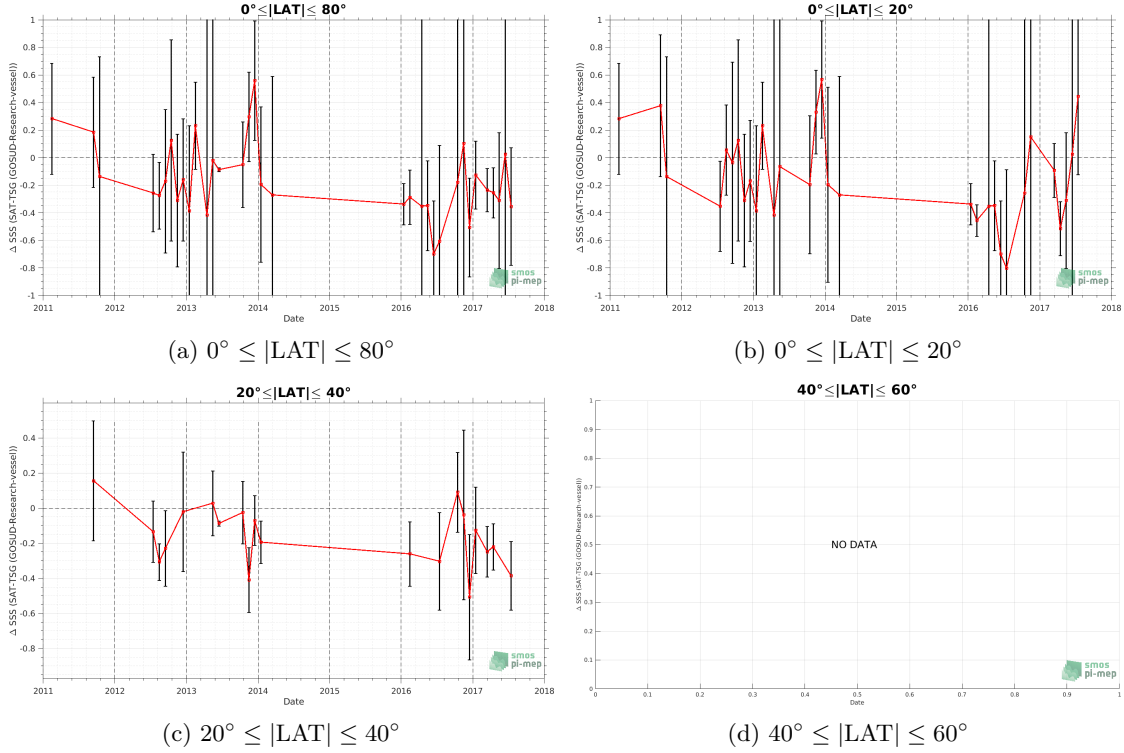 0°≤|LAT|≤ 80°
Δ SSS (SAT-TSG (GOSUD-Research-vessel))
1
0.8
0.6
0.4
0.2
0
-0.2
-0.4
-0.6
-0.8
-1
2011 2012 2013 2014 2015 2016 2017 2018
Date
smos
pi-mep
(a) 0° ≤ |LAT| ≤ 80°
0°≤|LAT|≤ 20°
Δ SSS (SAT-TSG (GOSUD-Research-vessel))
1
0.8
0.6
0.4
0.2
0
-0.2
-0.4
-0.6
-0.8
-1
2011 2012 2013 2014 2015 2016 2017 2018
Date
smos
pi-mep
(b) 0° ≤ |LAT| ≤ 20°
20°≤|LAT|≤ 40°
Δ SSS (SAT-TSG (GOSUD-Research-vessel))
0.4
0.2
0
-0.2
-0.4
-0.6
-0.8
2011 2012 2013 2014 2015 2016 2017 2018
Date
smos
pi-mep
(c) 20° ≤ |LAT| ≤ 40°
40°≤|LAT|≤ 60°
Δ SSS (SAT-TSG (GOSUD-Research-vessel))
1
0.9
0.8
0.7
0.6
0.5
0.4
0.3
0.2
0.1
0
NO DATA
0 0.1 0.2 0.3 0.4 0.5 0.6 0.7 0.8 0.9 1
Date
smos
pi-mep
(d) 40° ≤ |LAT| ≤ 60°